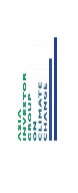 ASIA
INVESTOR
GROUP
ON
CLIMATE
CHANGE